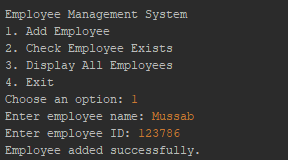 Employee Management System
1. Add Employee
2. Check Employee Exists
3. Display All Employees
4. Exit
Choose an option: 1
Enter employee name: Mussab
Enter employee ID: 123786
Employee added successfully.